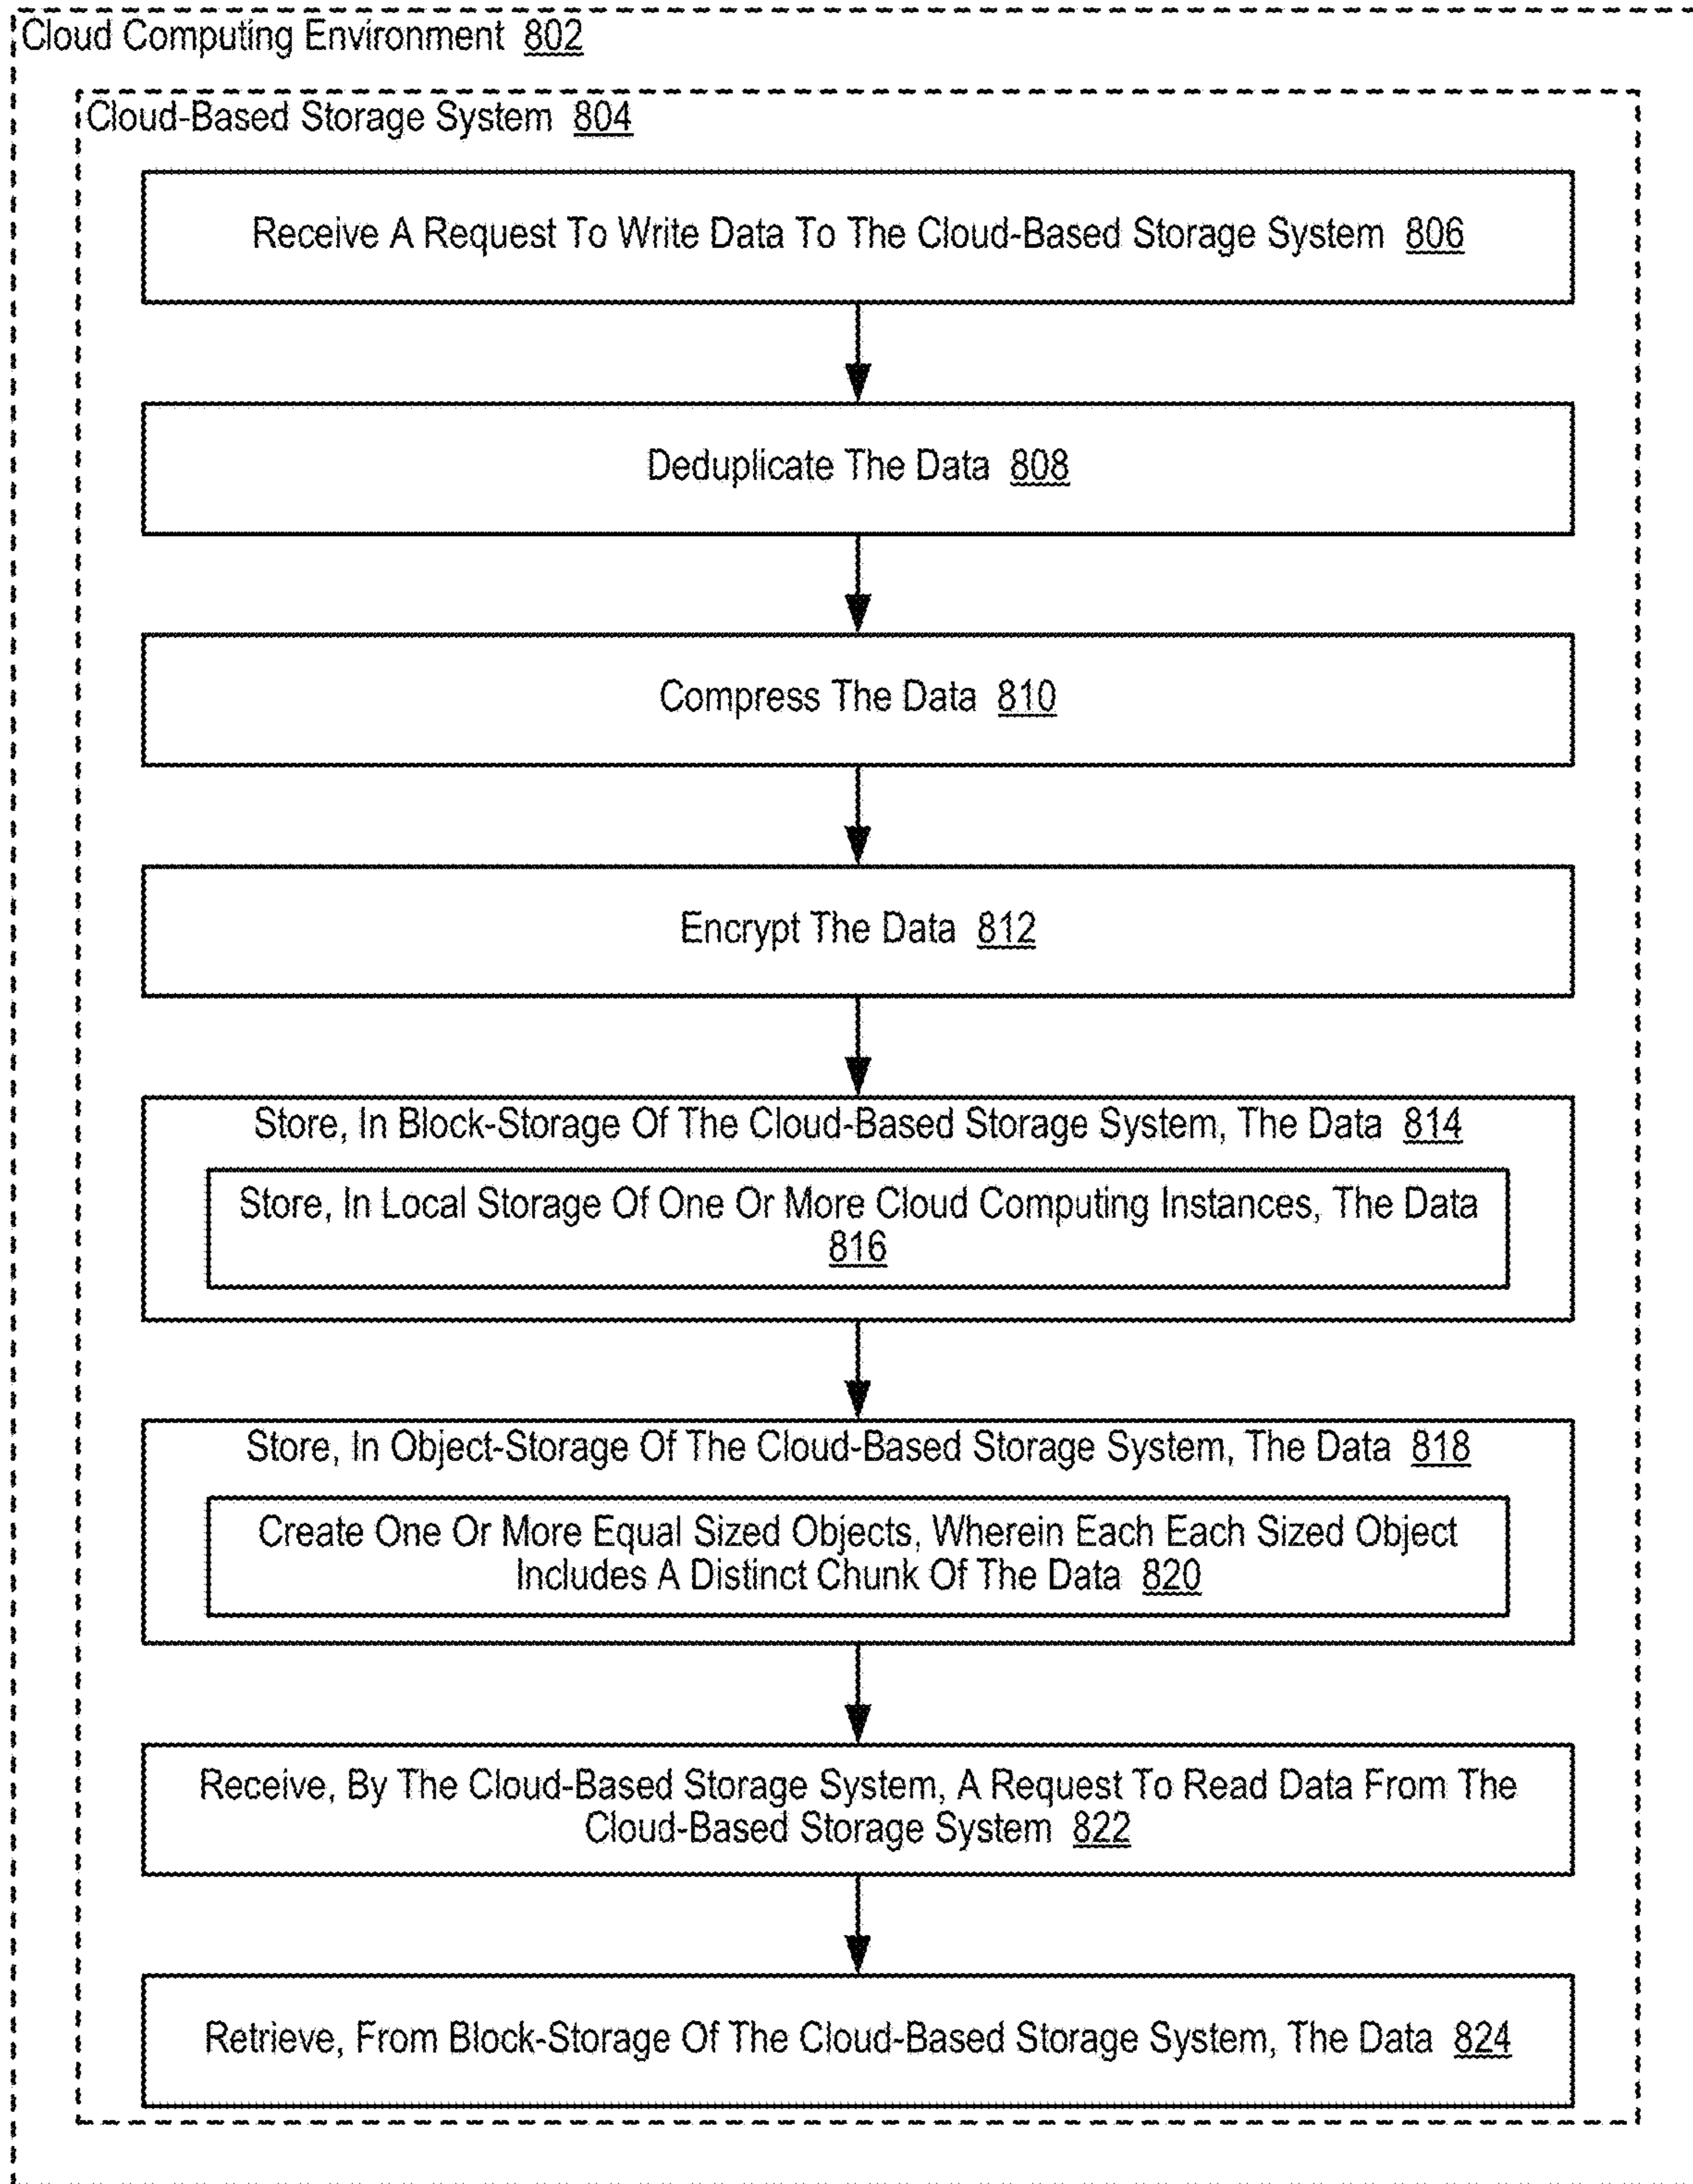 Cloud Computing Environment 802
Cloud-Based Storage System 804
Receive A Request To Write Data To The Cloud-Based Storage System 806
Deduplicate The Data 808
Compress The Data 810
Encrypt The Data 812
Store, In Block-Storage Of The Cloud-Based Storage System, The Data 814
Store, In Local Storage Of One Or More Cloud Computing Instances, The Data
816
Store, In Object-Storage Of The Cloud-Based Storage System, The Data 818
Create One Or More Equal Sized Objects, Wherein Each Each Sized Object
Includes A Distinct Chunk Of The Data 820
Receive, By The Cloud-Based Storage System, A Request To Read Data From The
Cloud-Based Storage System 822
Retrieve, From Block-Storage Of The Cloud-Based Storage System, The Data 824